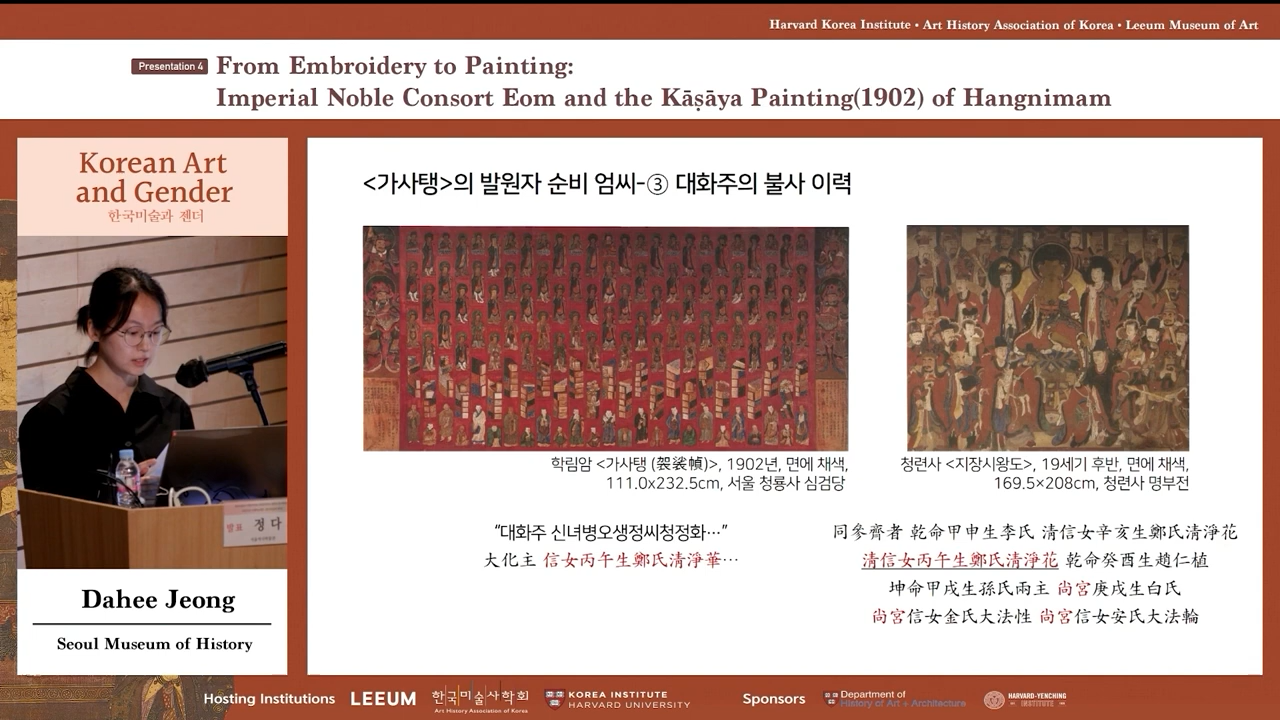 Harvard Korea Institute • Art History Association of Korea • Leeum Museum of Art
Presentation 4
From Embroidery to Painting:
Imperial Noble Consort Eom and the Kāṣāya Painting(1902) of Hangnimam
Korean Art
and Gender
한국미술과 젠더
발표 정 다
Dahee Jeong
Seoul Museum of History
<가사탱>의 발원자 순비 엄씨-③ 대화주의 불사 이력
학림암 <가사탱 (袈裟幀)>, 1902년, 면에 채색,
111.0x232.5cm, 서울 청룡사 심검당
“대화주 신녀병오생정씨청정화…”
大化主 信女丙午生鄭氏清淨華…
청련사 <지장시왕도>, 19세기 후반, 면에 채색,
169.5×208cm, 청련사 명부전
同參齊者 乾命甲申生李氏 清信女辛亥生鄭氏清淨花
清信女丙午生鄭氏清淨花 乾命癸酉生趙仁植
坤命甲戌生孫氏兩主 尚宮庚戌生白氏
尚宮信女金氏大法性 尚宮信女安氏大法輪
Hosting Institutions
LEEUM
한국미술사학회
Art History Association of Korea
KOREA INSTITUTE
HARVARD UNIVERSITY
Sponsors
Department of
History of Art + Architecture
HARVARD-YENCHING
INSTITUTE